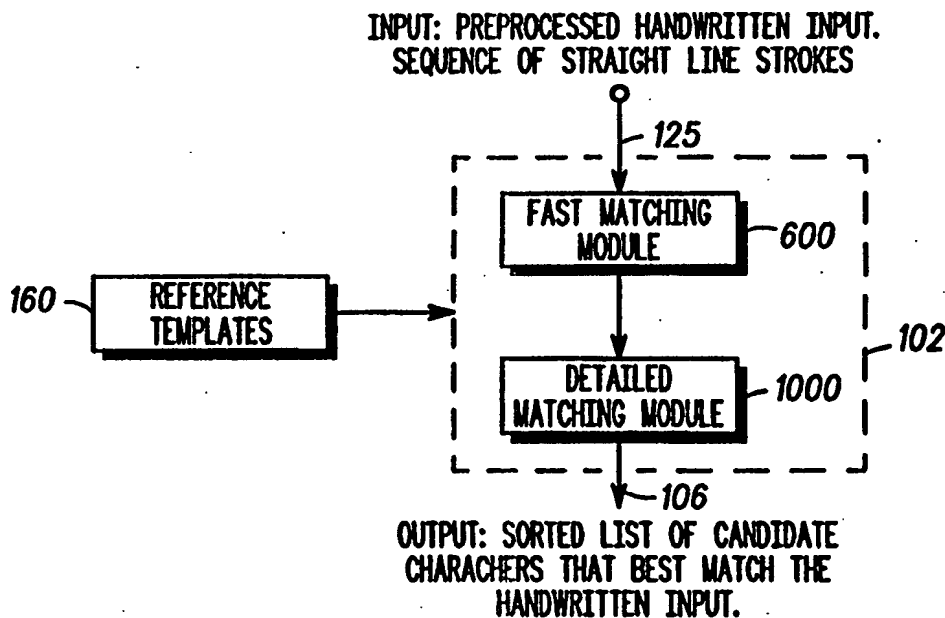 INPUT: PREPROCESSED HANDWRITTEN INPUT.
SEQUENCE OF STRAIGHT LINE STROKES
125
FAST MATCHING
MODULE
600
160
REFERENCE
TEMPLATES
102
DETAILED
MATCHING MODULE
1000
106
OUTPUT: SORTED LIST OF CANDIDATE
CHARACHERS THAT BEST MATCH THE
HANDWRITTEN INPUT.